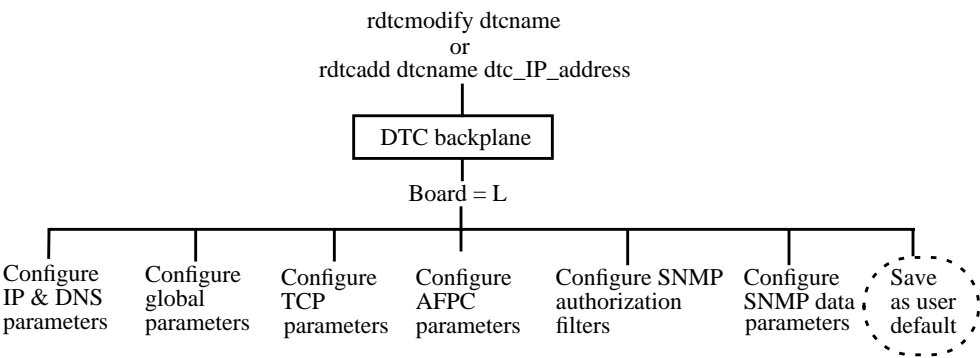 rdtcmodify dtcname
or
rdtcadd dtcname dtc_IP_address
DTC backplane
Board = L
Configure
IP & DNS
parameters
Configure
global
parameters
Configure
TCP
parameters
Configure
AFPC
parameters
Configure SNMP
authorization
filters
Configure
SNMP data
parameters
Save
as user
default